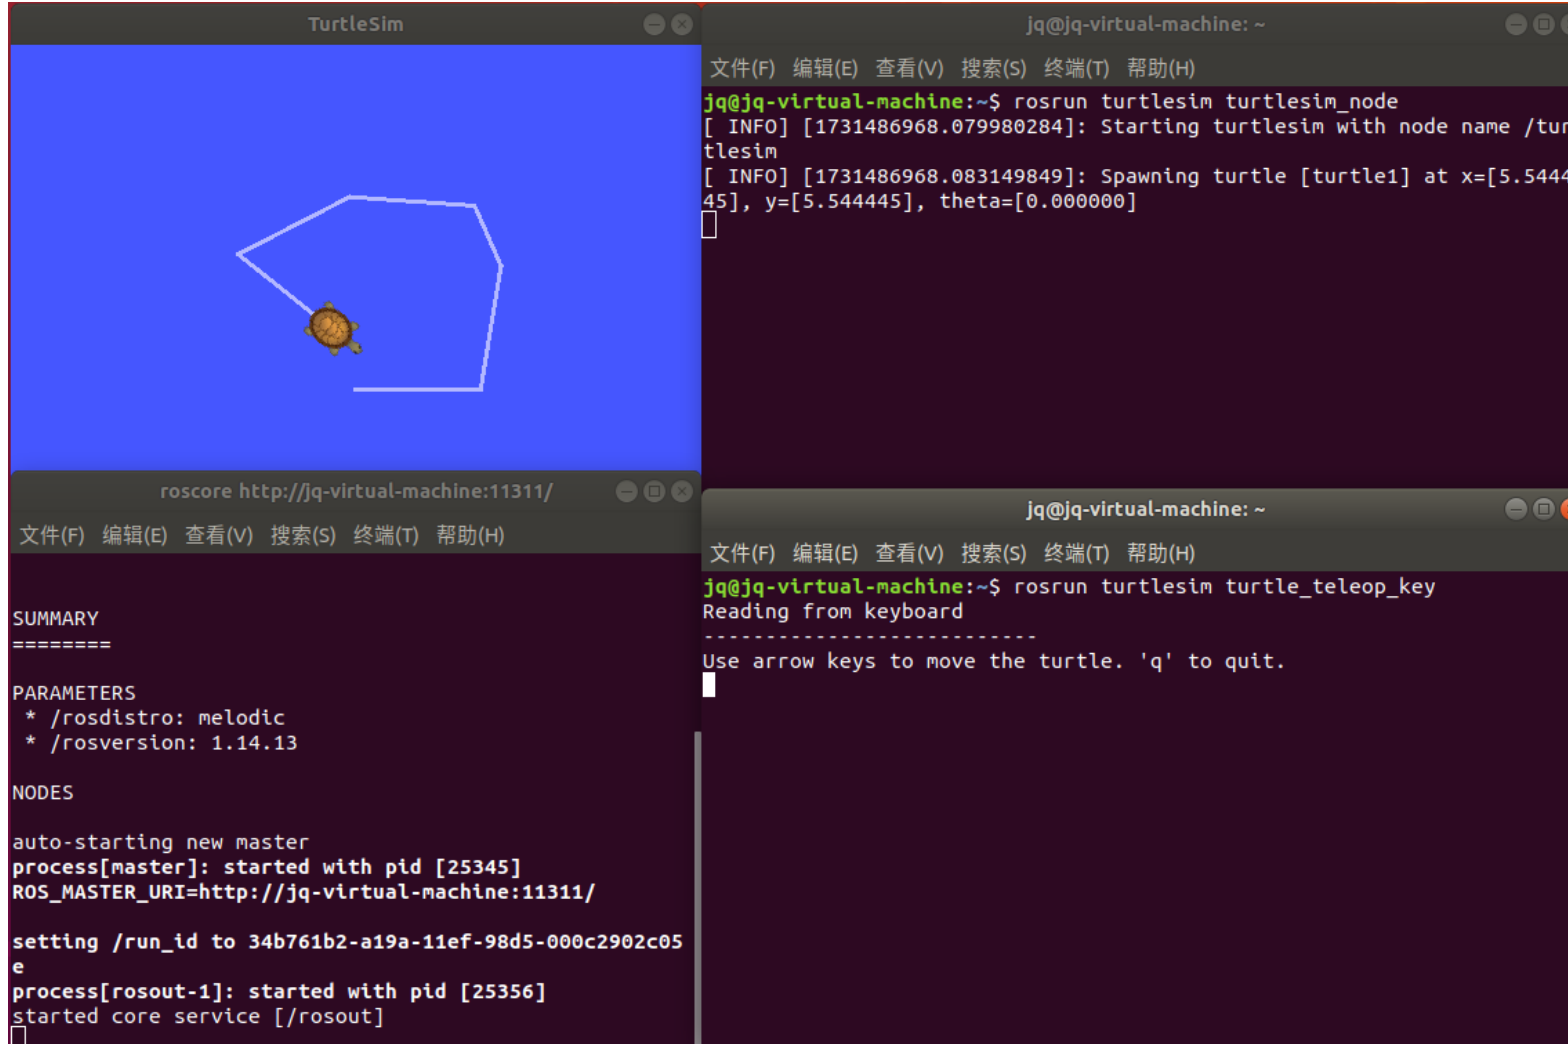 TurtleSim
jq@jq-virtual-machine: ~
文件(F) 编辑(E) 查看(V) 搜索(S) 终端(T) 帮助(H)
jq@jq-virtual-machine:~$ rosrun turtlesim turtlesim_node
[ INFO] [1731486968.079980284]: Starting turtlesim with node name /tur
tlesim
[ INFO] [1731486968.083149849]: Spawning turtle [turtle1] at x=[5.544
45], y=[5.544445], theta=[0.000000]
roscore http://jq-virtual-machine:11311/
文件(F) 编辑(E) 查看(V) 搜索(S) 终端(T) 帮助(H)
SUMMARY
========
PARAMETERS
* /rosdistro: melodic
* /rosversion: 1.14.13
NODES
auto-starting new master
process[master]: started with pid [25345]
ROS_MASTER_URI=http://jq-virtual-machine:11311/
setting /run_id to 34b761b2-a19a-11ef-98d5-000c2902c05
e
process[rosout-1]: started with pid [25356]
started core service [/rosout]
jq@jq-virtual-machine: ~
文件(F) 编辑(E) 查看(V) 搜索(S) 终端(T) 帮助(H)
jq@jq-virtual-machine:~$ rosrun turtlesim turtle_teleop_key
Reading from keyboard
---------------------------
Use arrow keys to move the turtle. 'q' to quit.